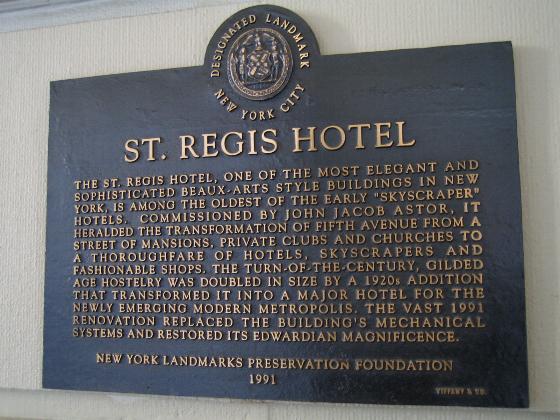 DESIGNATED LANDMARK
NEW YORK CITY
ST. REGIS HOTEL
THE ST. REGIS HOTEL, ONE OF THE MOST ELEGANT AND
SOPHISTICATED BEAUX-ARTS STYLE BUILDINGS IN NEW
YORK, IS AMONG THE OLDEST OF THE EARLY "SKYSCRAPER"
HOTELS. COMMISSIONED BY JOHN JACOB ASTOR, IT
HERALDED THE TRANSFORMATION OF FIFTH AVENUE FROM A
STREET OF MANSIONS, PRIVATE CLUBS AND CHURCHES TO
A THOROUGHFARE OF HOTELS, SKYSCRAPERS AND
FASHIONABLE SHOPS. THE TURN-OF-THE-CENTURY, GILDED
AGE HOSTELRY WAS DOUBLED IN SIZE BY A 1920s ADDITION
THAT TRANSFORMED IT INTO A MAJOR HOTEL FOR THE
NEWLY EMERGING MODERN METROPOLIS. THE VAST 1991
RENOVATION REPLACED THE BUILDING'S MECHANICAL
SYSTEMS AND RESTORED ITS EDWARDIAN MAGNIFICENCE.
NEW YORK LANDMARKS PRESERVATION FOUNDATION
1991
TIFFANY & CO.